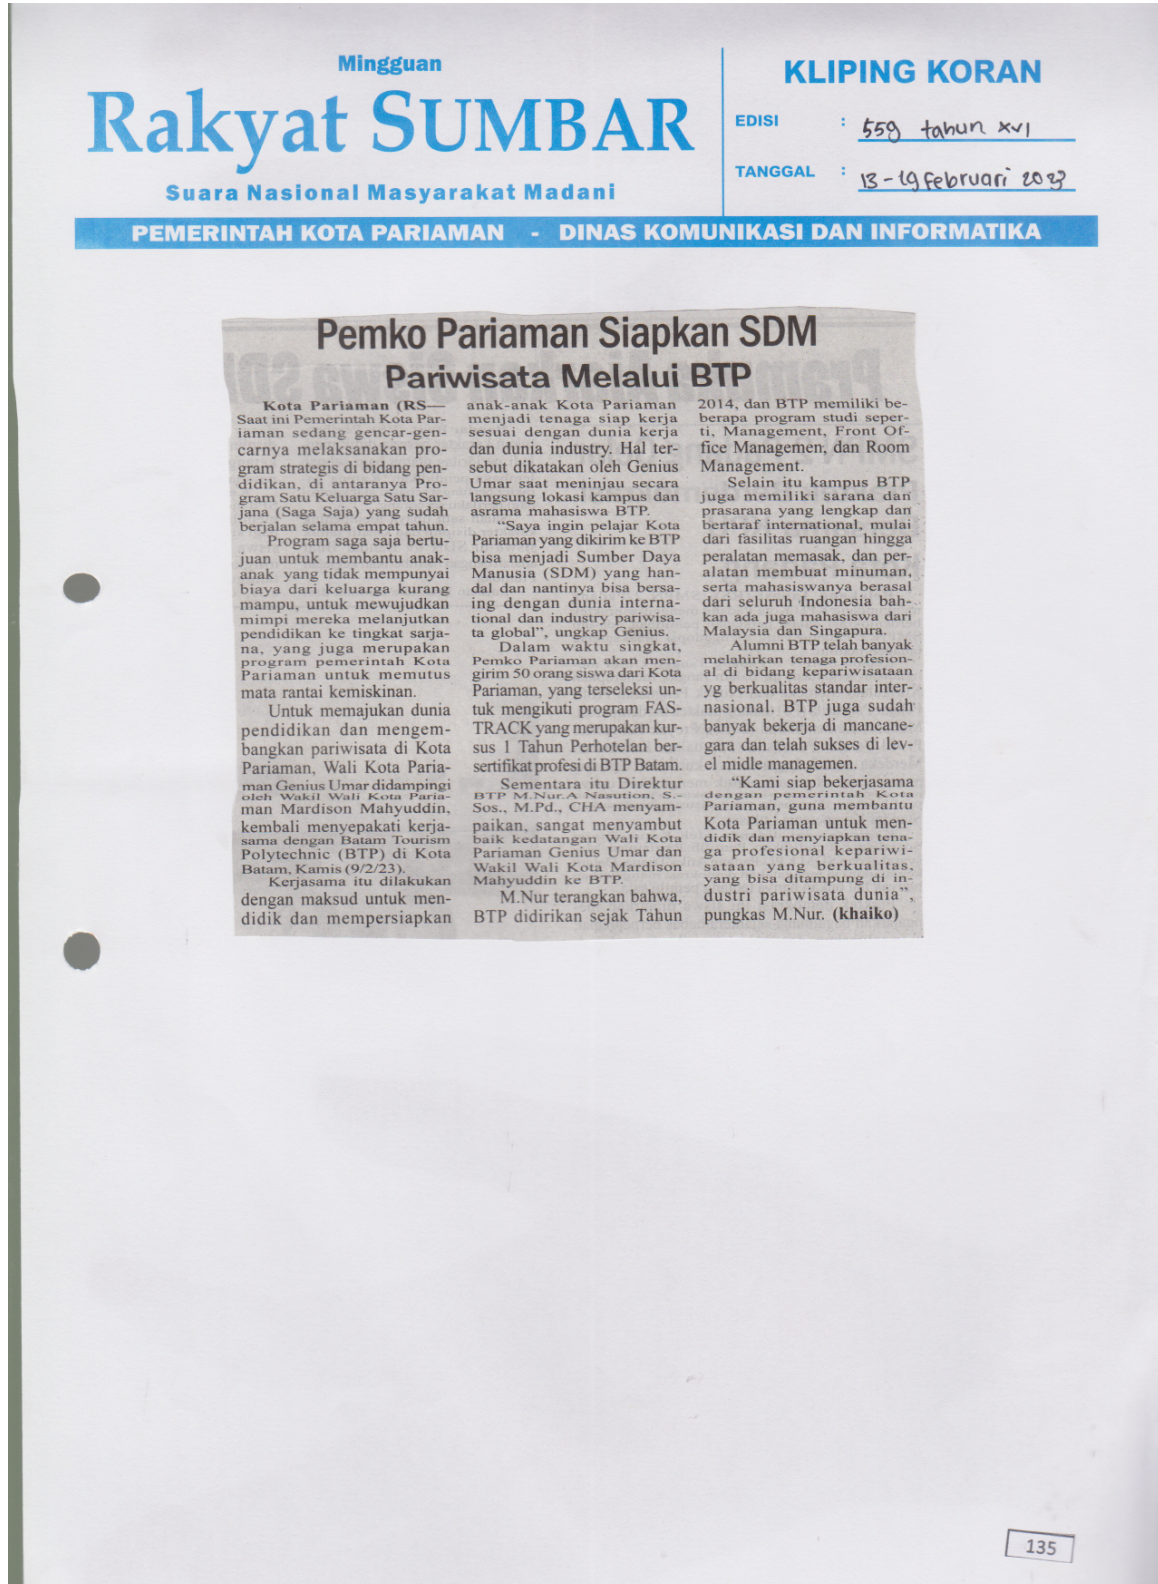 Mingguan
Rakyat SUMBAR
Suara Nasional Masyarakat Madani
KLIPING KORAN
EDISI : 559 tahun XVI
TANGGAL : 13 - 19 Februari 2023
PEMERINTAH KOTA PARIAMAN - DINAS KOMUNIKASI DAN INFORMATIKA
Pemko Pariaman Siapkan SDM
Pariwisata Melalui BTP
Kota Pariaman (RS—
Saat ini Pemerintah Kota Par-
iaman sedang gencar-gen-
carnya melaksanakan pro-
gram strategis di bidang pen-
didikan, di antaranya Pro-
gram Satu Keluarga Satu Sar-
jana (Saga Saja) yang sudah
berjalan selama empat tahun.
Program saga saja bertu-
juan untuk membantu anak-
anak yang tidak mempunyai
biaya dari keluarga kurang
mampu, untuk mewujudkan
mimpi mereka melanjutkan
pendidikan ke tingkat sarja-
na, yang juga merupakan
program pemerintah Kota
Pariaman untuk memutus
mata rantai kemiskinan.
Untuk memajukan dunia
pendidikan dan mengem-
bangkan pariwisata di Kota
Pariaman, Wali Kota Paria-
man Genius Umar didampingi
oleh Wakil Wali Kota Paria-
man Mardison Mahyuddin,
kembali menyepakati kerja-
sama dengan Batam Tourism
Polytechnic (BTP) di Kota
Batam, Kamis (9/2/23).
Kerjasama itu dilakukan
dengan maksud untuk men-
didik dan mempersiapkan
anak-anak Kota Pariaman
menjadi tenaga siap kerja
sesuai dengan dunia kerja
dan dunia industry. Hal ter-
sebut dikatakan oleh Genius
Umar saat meninjau secara
langsung lokasi kampus dan
asrama mahasiswa BTP.
“Saya ingin pelajar Kota
Pariaman yang dikirim ke BTP
bisa menjadi Sumber Daya
Manusia (SDM) yang han-
dal dan nantinya bisa bersa-
ing dengan dunia interna-
tional dan industry pariwisa-
ta global”, ungkap Genius.
Dalam waktu singkat,
Pemko Pariaman akan men-
girim 50 orang siswa dari Kota
Pariaman, yang terseleksi un-
tuk mengikuti program FAS-
TRACK yang merupakan kur-
sus 1 Tahun Perhotelan ber-
sertifikat profesi di BTP Batam.
Sementara itu Direktur
BTP M.Nur.A Nasution, S.-
Sos., M.Pd., CHA menyam-
paikan, sangat menyambut
baik kedatangan Wali Kota
Pariaman Genius Umar dan
Wakil Wali Kota Mardison
Mahyuddin ke BTP.
M.Nur terangkan bahwa,
BTP didirikan sejak Tahun
2014, dan BTP memiliki be-
berapa program studi seper-
ti, Management, Front Of-
fice Managemen, dan Room
Management.
Selain itu kampus BTP
juga memiliki sarana dan
prasarana yang lengkap dan
bertaraf international, mulai
dari fasilitas ruangan hingga
peralatan memasak, dan per-
alatan membuat minuman,
serta mahasiswanya berasal
dari seluruh Indonesia bah-
kan ada juga mahasiswa dari
Malaysia dan Singapura.
Alumni BTP telah banyak
melahirkan tenaga profesion-
al di bidang kepariwisataan
yg berkualitas standar inter-
nasional. BTP juga sudah
banyak bekerja di mancane-
gara dan telah sukses di lev-
el midle managemen.
“Kami siap bekerjasama
dengan pemerintah Kota
Pariaman, guna membantu
Kota Pariaman untuk men-
didik dan menyiapkan tena-
ga profesional kepariwi-
sataan yang berkualitas,
yang bisa ditampung di in-
dustri pariwisata dunia”,
pungkas M.Nur. (khaiko)
135